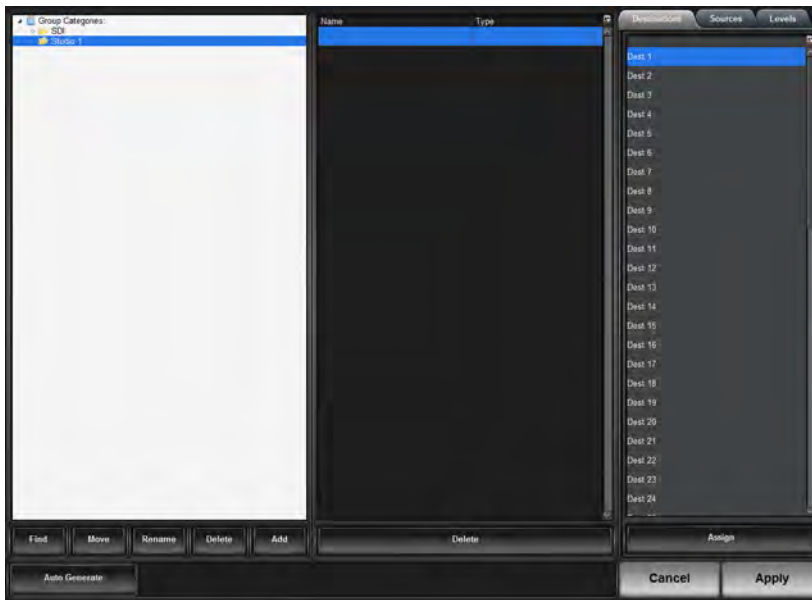 Group Categories:
SDI
Studio 1
Name Type
Destinations Sources Levels
Dest 1
Dest 2
Dest 3
Dest 4
Dest 5
Dest 6
Dest 7
Dest 8
Dest 9
Dest 10
Dest 11
Dest 12
Dest 13
Dest 14
Dest 15
Dest 16
Dest 17
Dest 18
Dest 19
Dest 20
Dest 21
Dest 22
Dest 23
Dest 24
Find Move Rename Delete Add
Delete
Assign
Auto Generate
Cancel Apply